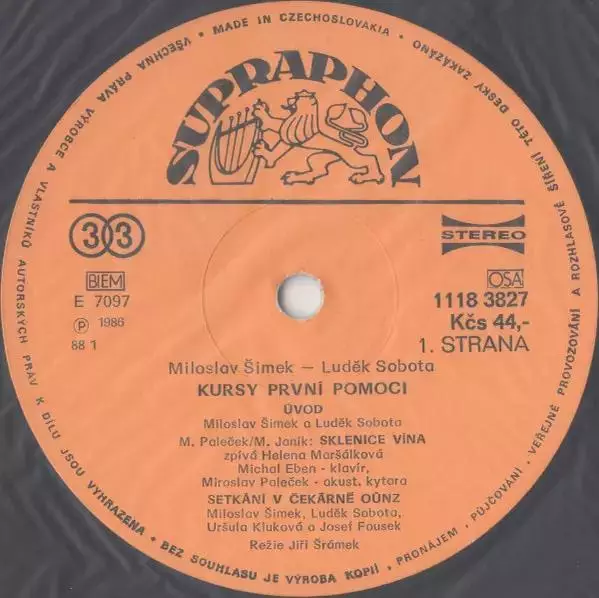 • MADE IN CZECHOSLOVAKIA • VŠECHNA PRÁVA VÝROBCE A VLASTNÍKŮ AUTORSKÝCH PRÁV K DÍLU JSOU VYHRAZENA • BEZ SOUHLASU JE VÝROBA KOPIÍ, PRONÁJEM, PŮJČOVÁNÍ, VEŘEJNÉ PROVOZOVÁNÍ A ROZHLASOVÉ ŠÍŘENÍ TÉTO DESKY ZAKÁZÁNO
SUPRAPHON
33
STEREO
BIEM
OSA
E 7097
1118 3827
Ⓟ 1986
Kčs 44,-
88 1
1. STRANA
Miloslav Šimek – Luděk Sobota
KURSY PRVNÍ POMOCI
ÚVOD
Miloslav Šimek a Luděk Sobota
M. Paleček/M. Janík: SKLENICE VÍNA
zpívá Helena Maršálková
Michal Eben - klavír,
Miroslav Paleček - akust. kytara
SETKÁNÍ V ČEKÁRNĚ OÚNZ
Miloslav Šimek, Luděk Sobota,
Uršula Kluková a Josef Fousek
Režie Jiří Šrámek